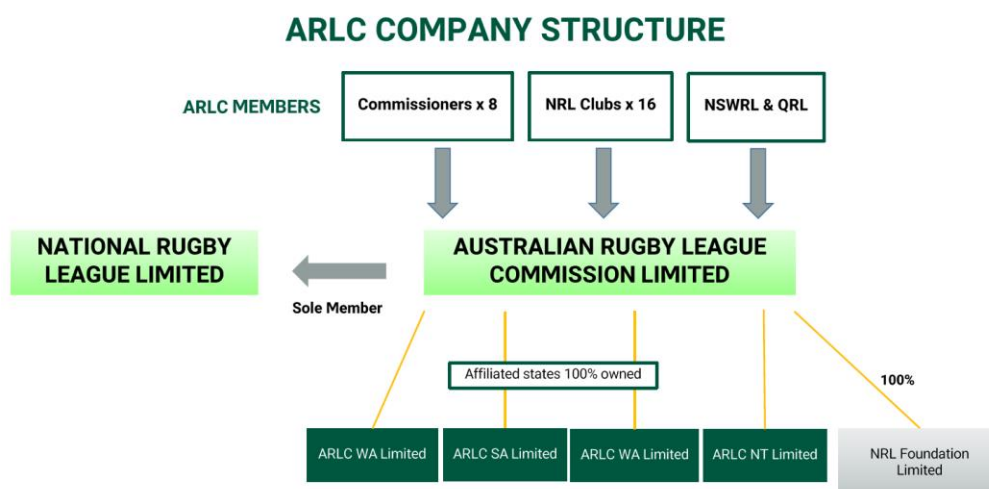 ARLC COMPANY STRUCTURE
ARLC MEMBERS
Commissioners x 8
NRL Clubs x 16
NSWRL & QRL
NATIONAL RUGBY
LEAGUE LIMITED
AUSTRALIAN RUGBY LEAGUE
COMMISSION LIMITED
Sole Member
Affiliated states 100% owned
100%
ARLC WA Limited
ARLC SA Limited
ARLC WA Limited
ARLC NT Limited
NRL Foundation
Limited